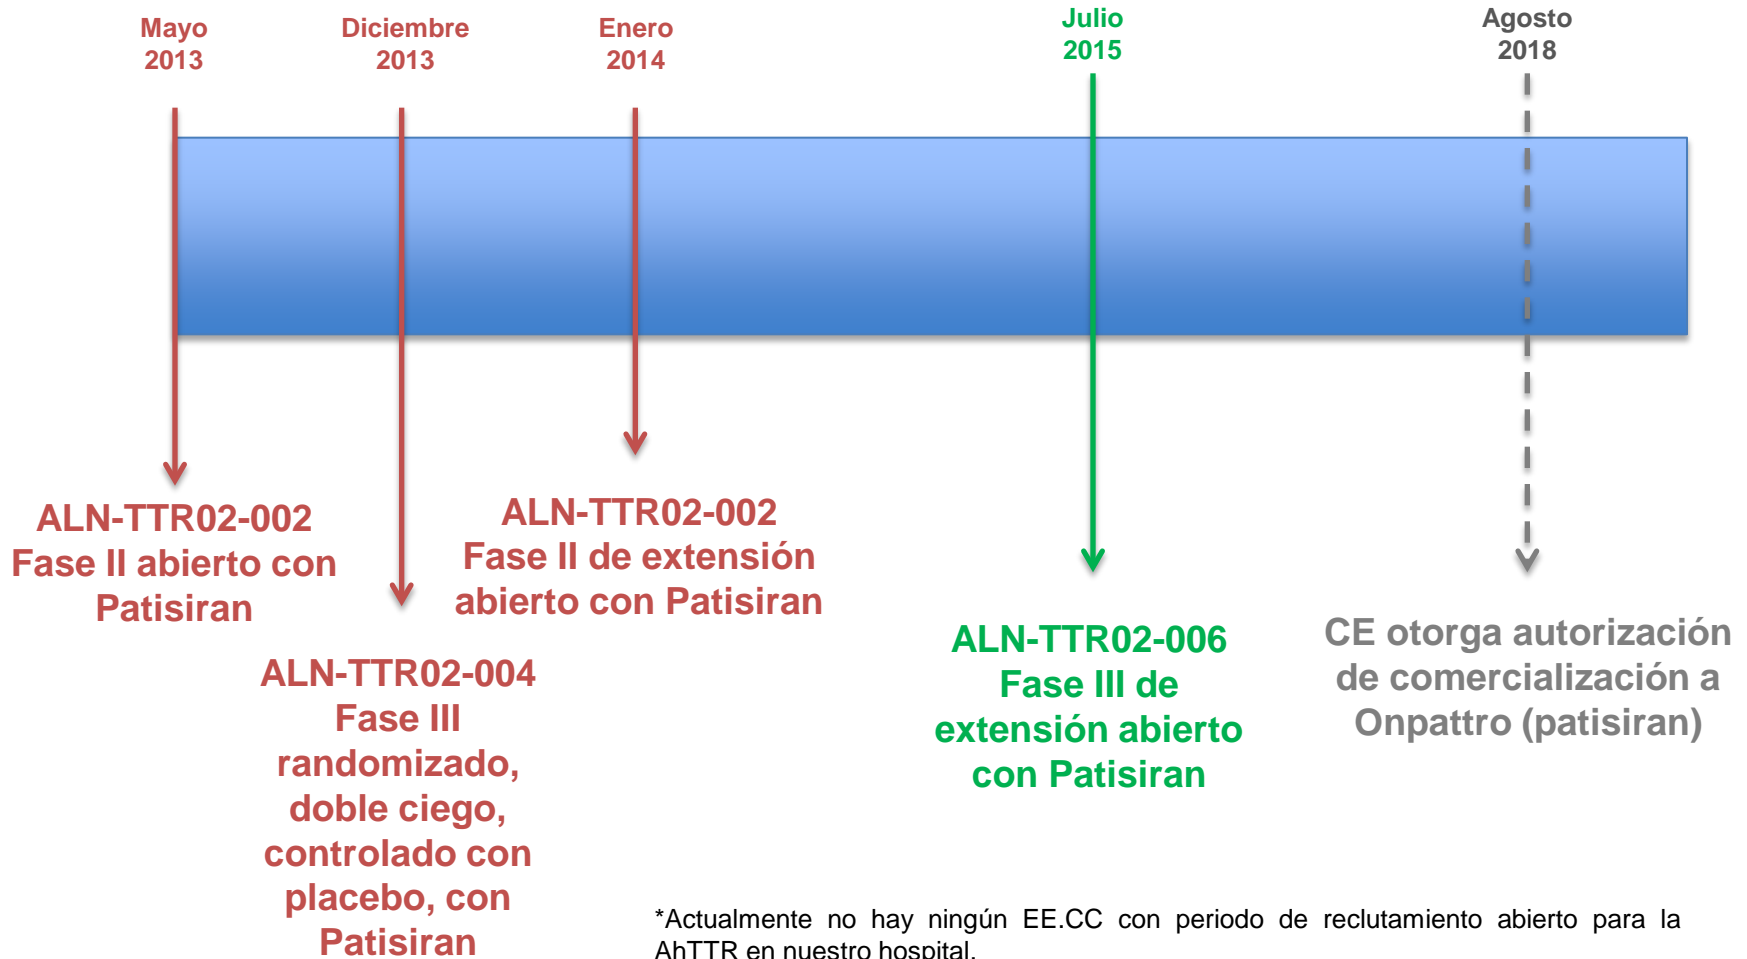 Mayo
2013
Diciembre
2013
Enero
2014
Julio
2015
Agosto
2018
ALN-TTR02-002
Fase II abierto con
Patisiran
ALN-TTR02-004
Fase III
randomizado,
doble ciego,
controlado con
placebo, con
Patisiran
ALN-TTR02-002
Fase II de extensión
abierto con Patisiran
ALN-TTR02-006
Fase III de
extensión abierto
con Patisiran
CE otorga autorización
de comercialización a
Onpattro (patisiran)
*Actualmente no hay ningún EE.CC con periodo de reclutamiento abierto para la
AhTTR en nuestro hospital.